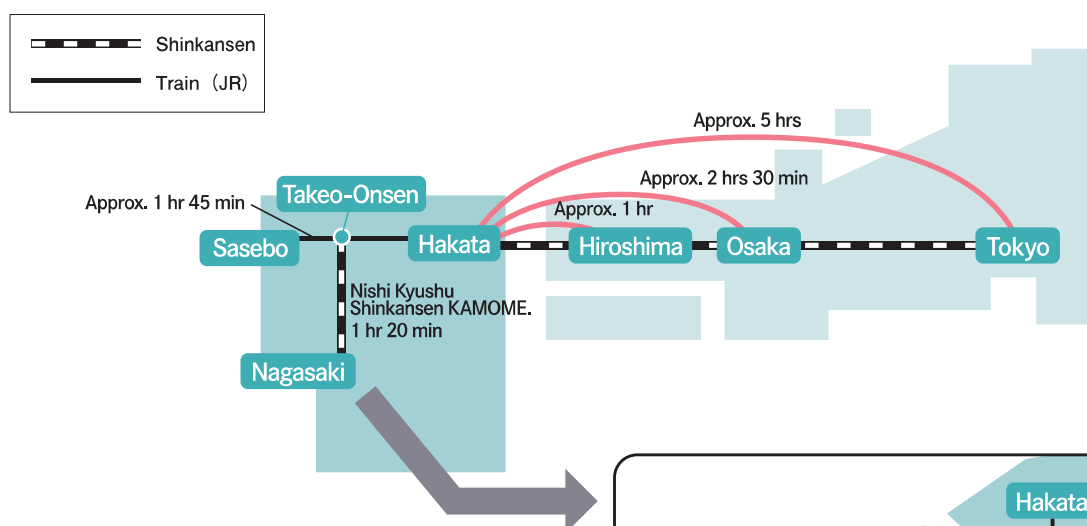 Shinkansen
Train (JR)
Approx. 5 hrs
Approx. 2 hrs 30 min
Approx. 1 hr
Approx. 1 hr 45 min
Takeo-Onsen
Sasebo
Hakata
Hiroshima
Osaka
Tokyo
Nishi Kyushu
Shinkansen KAMOME.
1 hr 20 min
Nagasaki
Hakata